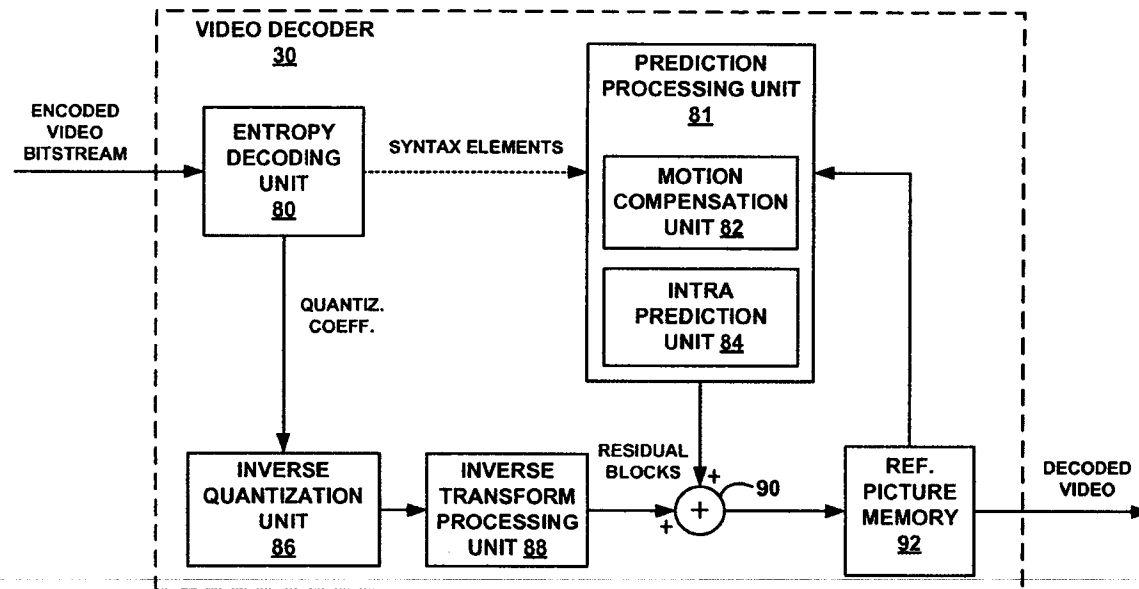 VIDEO DECODER
30
ENCODED
VIDEO
BITSTREAM
ENTROPY
DECODING
UNIT
80
SYNTAX ELEMENTS
PREDICTION
PROCESSING UNIT
81
MOTION
COMPENSATION
UNIT 82
INTRA
PREDICTION
UNIT 84
QUANTIZ.
COEFF.
INVERSE
QUANTIZATION
UNIT
86
INVERSE
TRANSFORM
PROCESSING
UNIT 88
RESIDUAL
BLOCKS
+
+
+
90
REF.
PICTURE
MEMORY
92
DECODED
VIDEO